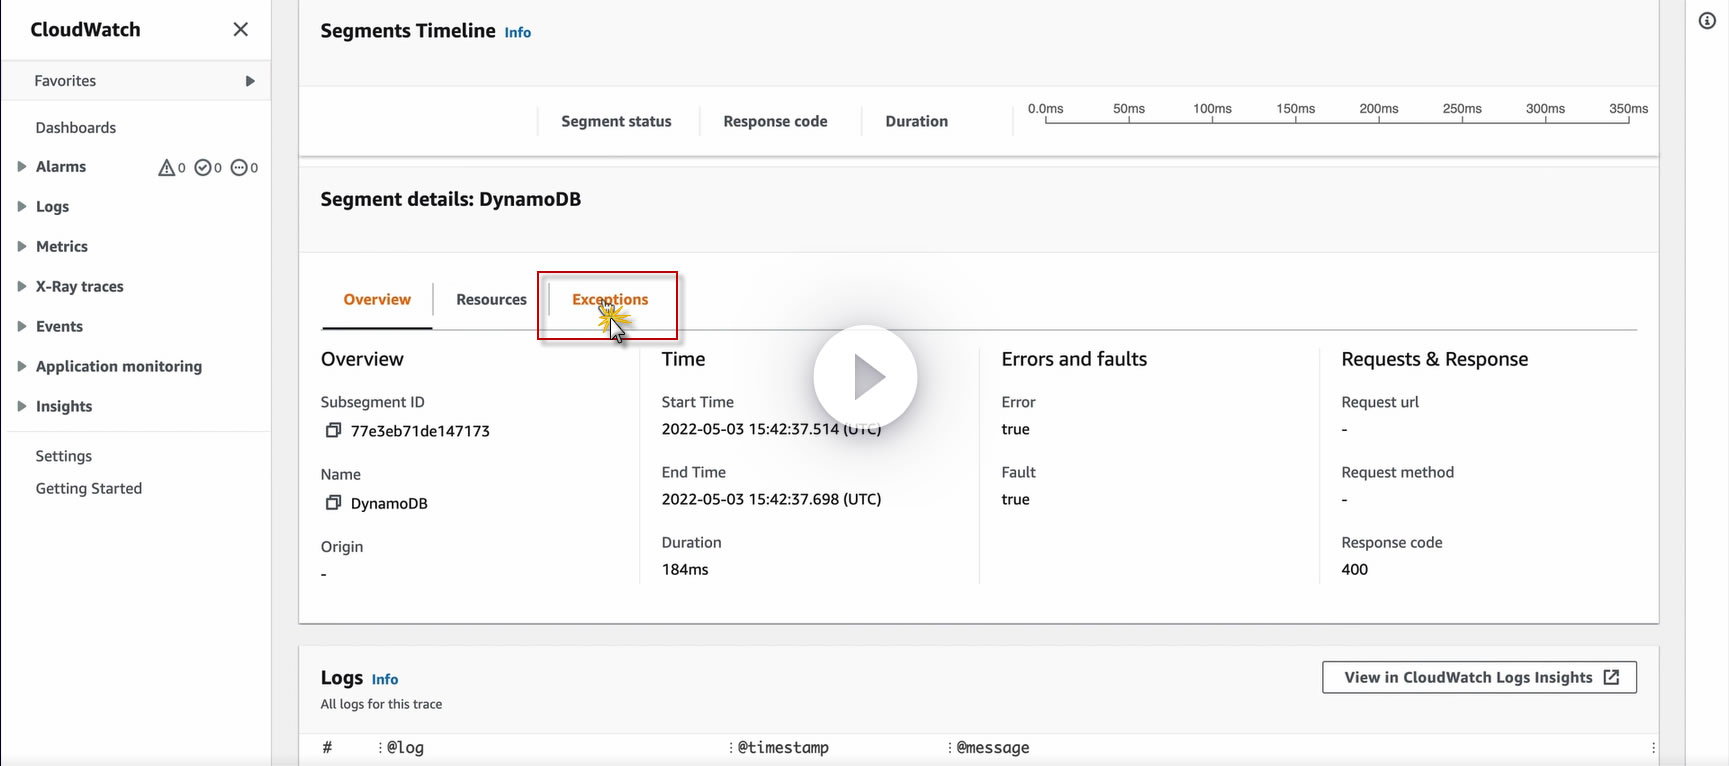 CloudWatch
Favorites
Dashboards
Alarms 0 0 0
Logs
Metrics
X-Ray traces
Events
Application monitoring
Insights
Settings
Getting Started
Segments Timeline Info
Segment status Response code Duration 0.0ms 50ms 100ms 150ms 200ms 250ms 300ms 350ms
Segment details: DynamoDB
Overview Resources Exceptions
Overview
Subsegment ID
77e3eb71de147173
Name
DynamoDB
Origin
-
Time
Start Time
2022-05-03 15:42:37.514 (UTC)
End Time
2022-05-03 15:42:37.698 (UTC)
Duration
184ms
Errors and faults
Error
true
Fault
true
Requests & Response
Request url
-
Request method
-
Response code
400
Logs Info
All logs for this trace
View in CloudWatch Logs Insights
# @log @timestamp @message